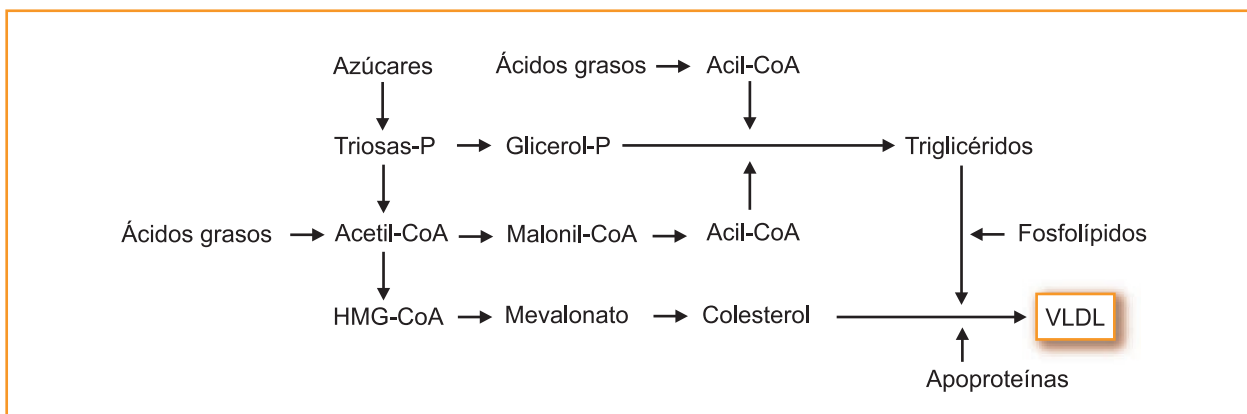 Azúcares
Ácidos grasos
Acil-CoA
Triosas-P
Glicerol-P
Triglicéridos
Ácidos grasos
Acetil-CoA
Malonil-CoA
Acil-CoA
Fosfolípidos
HMG-CoA
Mevalonato
Colesterol
VLDL
Apoproteínas